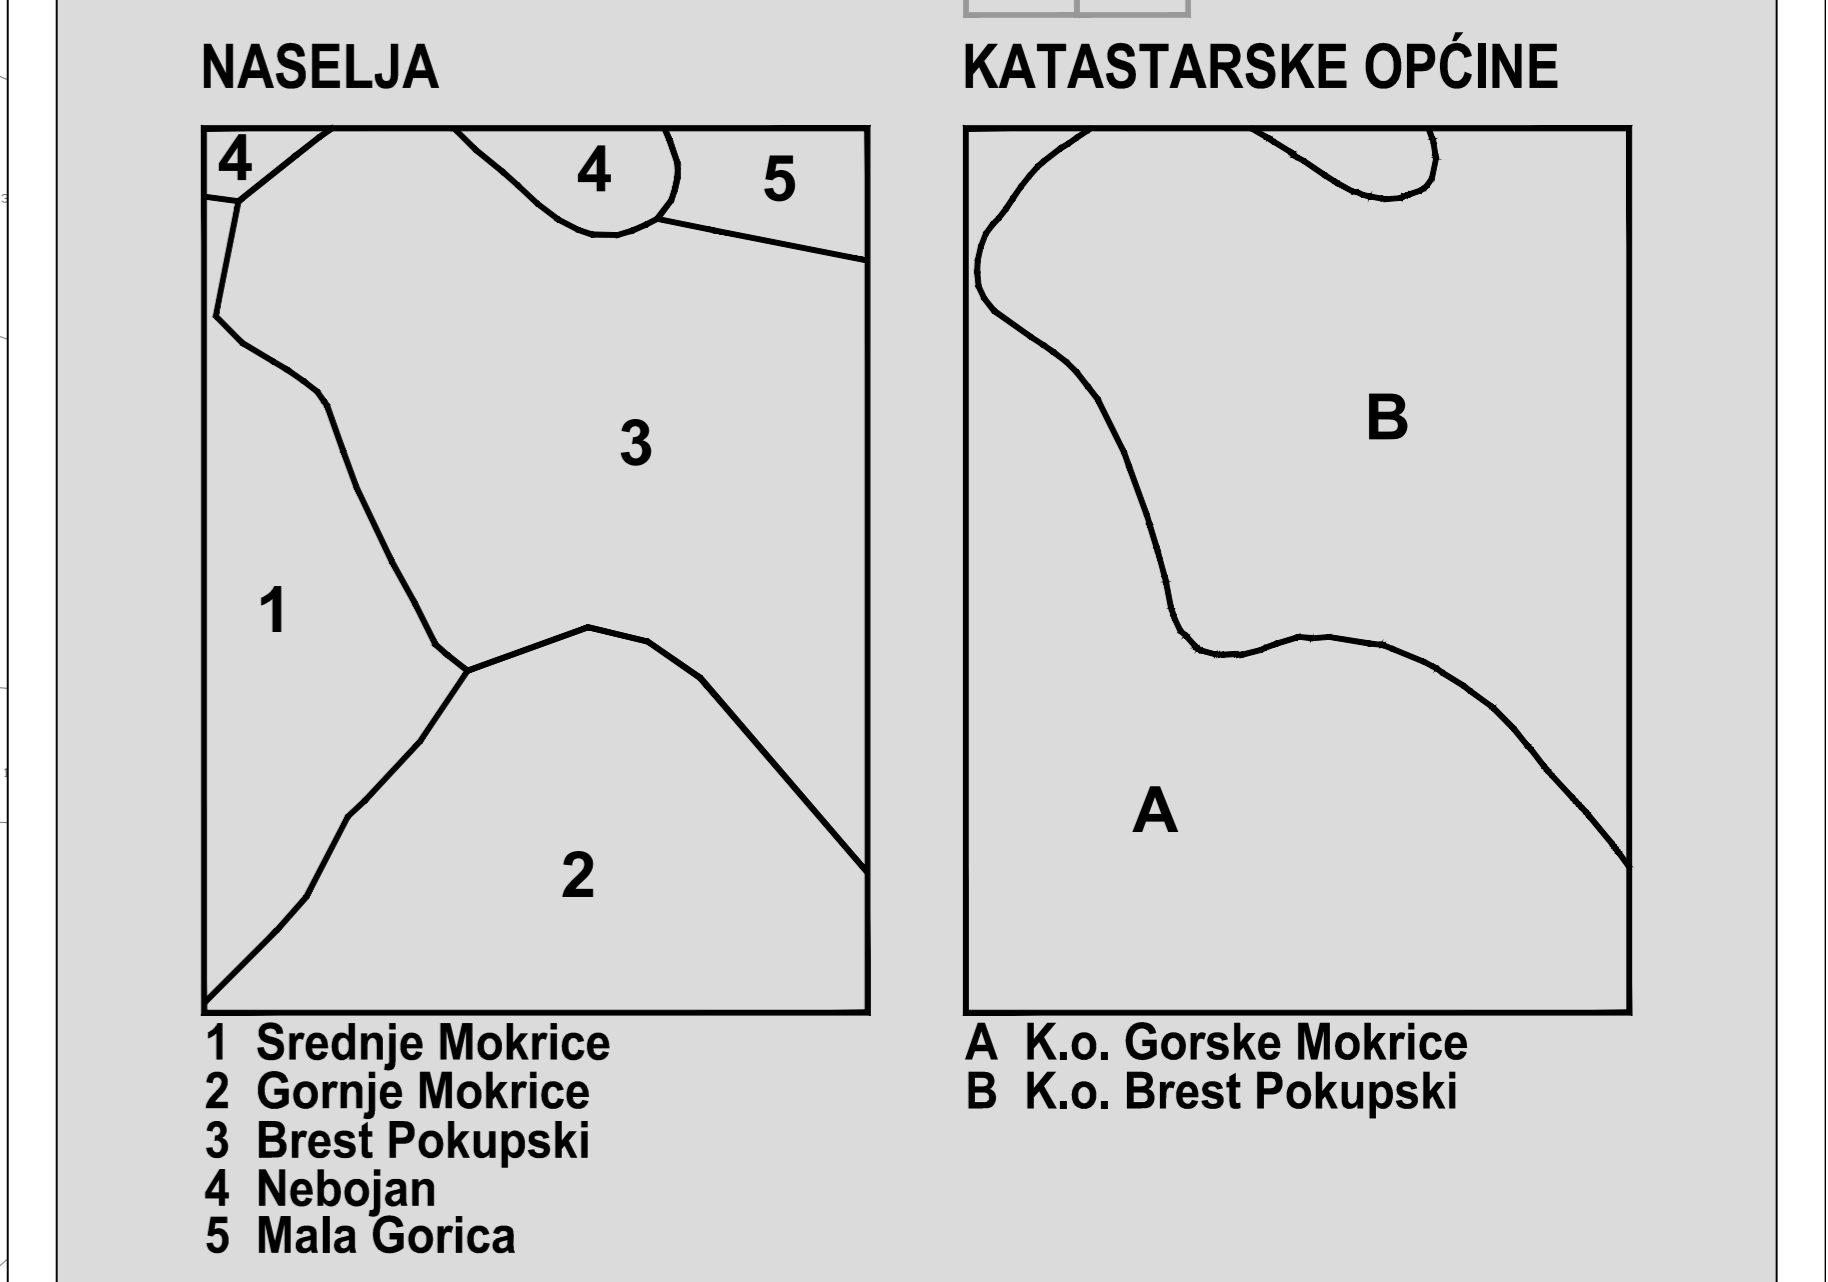 NASELJA
4
4
5
3
1
2
1 Srednje Mokrice
2 Gornje Mokrice
3 Brest Pokupski
4 Nebojan
5 Mala Gorica
KATASTARSKE OPĆINE
B
A
A K.o. Gorske Mokrice
B K.o. Brest Pokupski